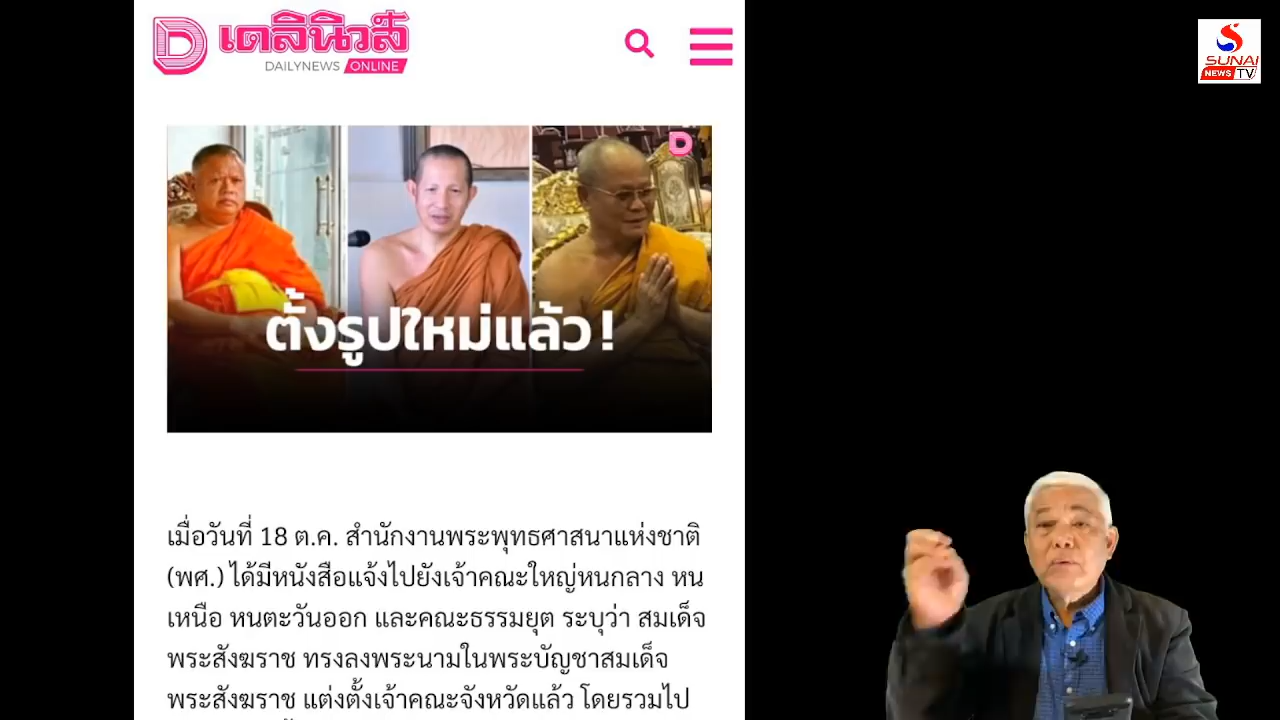 เดลินิวส์
DAILYNEWS ONLINE
SUNAI
NEWS TV
ตั้งรูปใหม่แล้ว!
เมื่อวันที่ 18 ต.ค. สำนักงานพระพุทธศาสนาแห่งชาติ
(พศ.) ได้มีหนังสือแจ้งไปยังเจ้าคณะใหญ่หนกลาง หน
เหนือ หนตะวันออก และคณะธรรมยุต ระบุว่า สมเด็จ
พระสังฆราช ทรงลงพระนามในพระบัญชาสมเด็จ
พระสังฆราช แต่งตั้งเจ้าคณะจังหวัดแล้ว โดยรวมไป